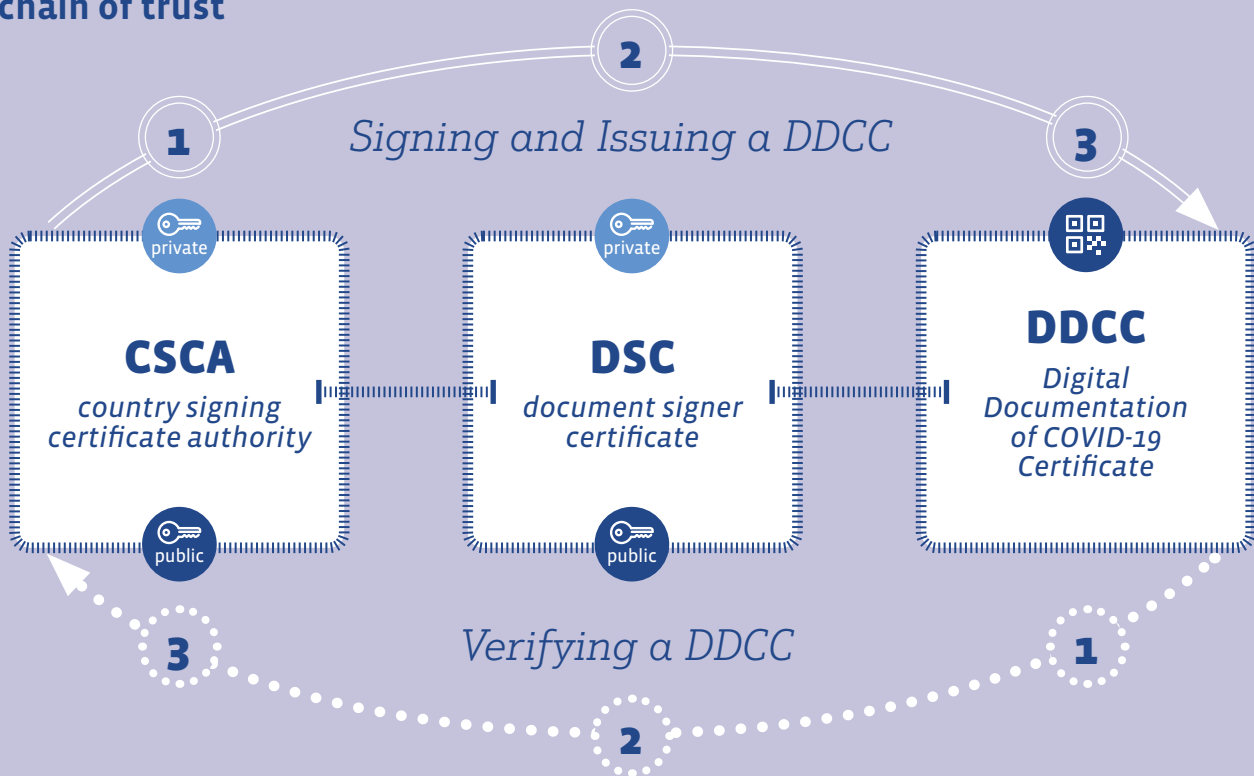 chain of trust
2
1
Signing and Issuing a DDCC
3
private
private
CSCA
country signing
certificate authority
DSC
document signer
certificate
DDCC
Digital
Documentation
of COVID-19
Certificate
public
public
3
Verifying a DDCC
1
2